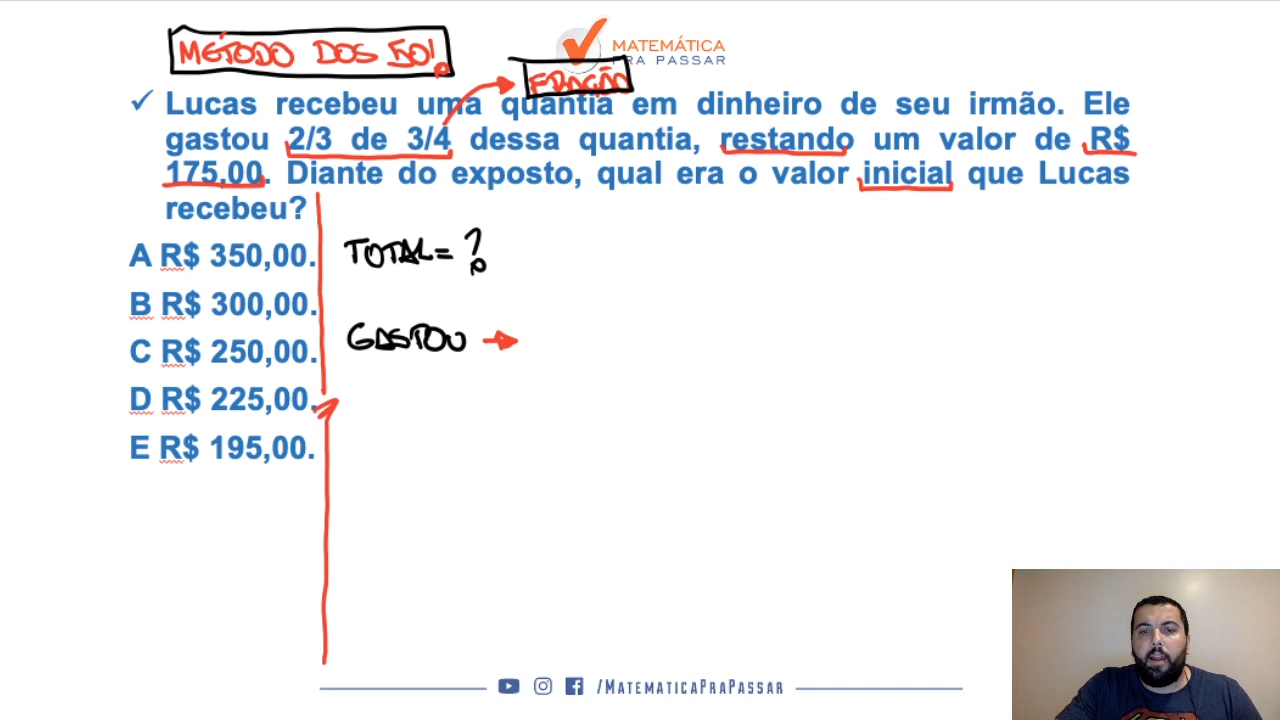 MÉTODO DOS 50!
MATEMÁTICA
PRA PASSAR
FRAÇÃO
✓ Lucas recebeu uma quantia em dinheiro de seu irmão. Ele
gastou 2/3 de 3/4 dessa quantia, restando um valor de R$
175,00. Diante do exposto, qual era o valor inicial que Lucas
recebeu?
A R$ 350,00.
B R$ 300,00.
C R$ 250,00.
D R$ 225,00.
E R$ 195,00.
TOTAL = ?
GASTOU →
/MATEMATICAPRAPASSAR